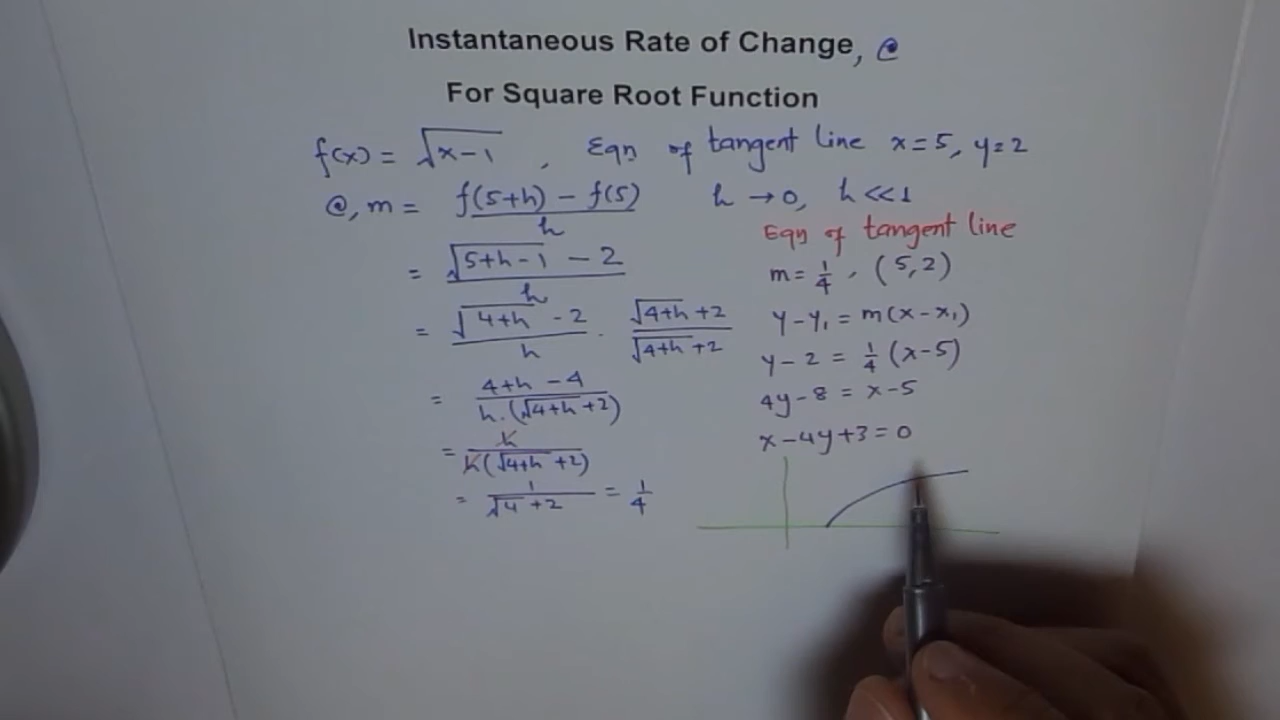 Instantaneous Rate of Change, @
For Square Root Function
f(x) = √(x-1) , Eqn of tangent line x=5, y=2
@, m = (f(5+h) - f(5))/h h → 0, h << 1
= (√(5+h-1) - 2)/h
= (√(4+h) - 2)/h · (√(4+h) + 2)/(√(4+h) + 2)
= (4+h-4)/(h·(√(4+h) + 2))
= h/(h(√(4+h) + 2))
= 1/(√4 + 2) = 1/4
Eqn of tangent line
m = 1/4 , (5, 2)
y - y₁ = m(x - x₁)
y - 2 = 1/4 (x - 5)
4y - 8 = x - 5
x - 4y + 3 = 0